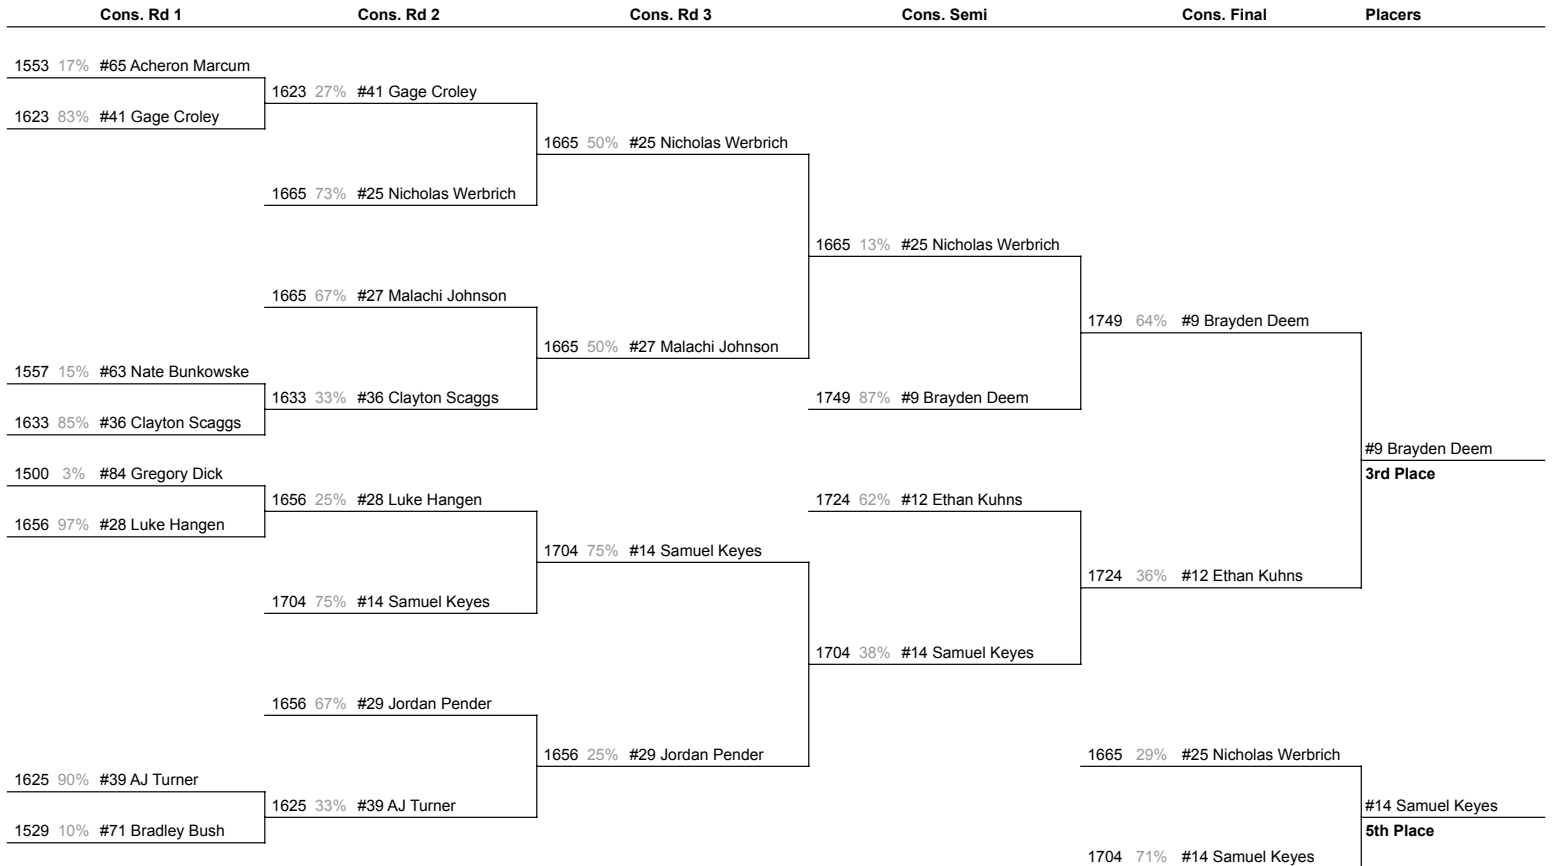 Cons. Rd 1 Cons. Rd 2 Cons. Rd 3 Cons. Semi Cons. Final Placers
1553 17% #65 Acheron Marcum
1623 27% #41 Gage Croley
1623 83% #41 Gage Croley
1665 50% #25 Nicholas Werbrich
1665 73% #25 Nicholas Werbrich
1665 13% #25 Nicholas Werbrich
1665 67% #27 Malachi Johnson
1749 64% #9 Brayden Deem
1665 50% #27 Malachi Johnson
1557 15% #63 Nate Bunkowske
1633 33% #36 Clayton Scaggs
1749 87% #9 Brayden Deem
1633 85% #36 Clayton Scaggs
#9 Brayden Deem
1500 3% #84 Gregory Dick
3rd Place
1656 25% #28 Luke Hangen
1724 62% #12 Ethan Kuhns
1656 97% #28 Luke Hangen
1704 75% #14 Samuel Keyes
1724 36% #12 Ethan Kuhns
1704 75% #14 Samuel Keyes
1704 38% #14 Samuel Keyes
1656 67% #29 Jordan Pender
1656 25% #29 Jordan Pender
1665 29% #25 Nicholas Werbrich
1625 90% #39 AJ Turner
1625 33% #39 AJ Turner
#14 Samuel Keyes
1529 10% #71 Bradley Bush
5th Place
1704 71% #14 Samuel Keyes